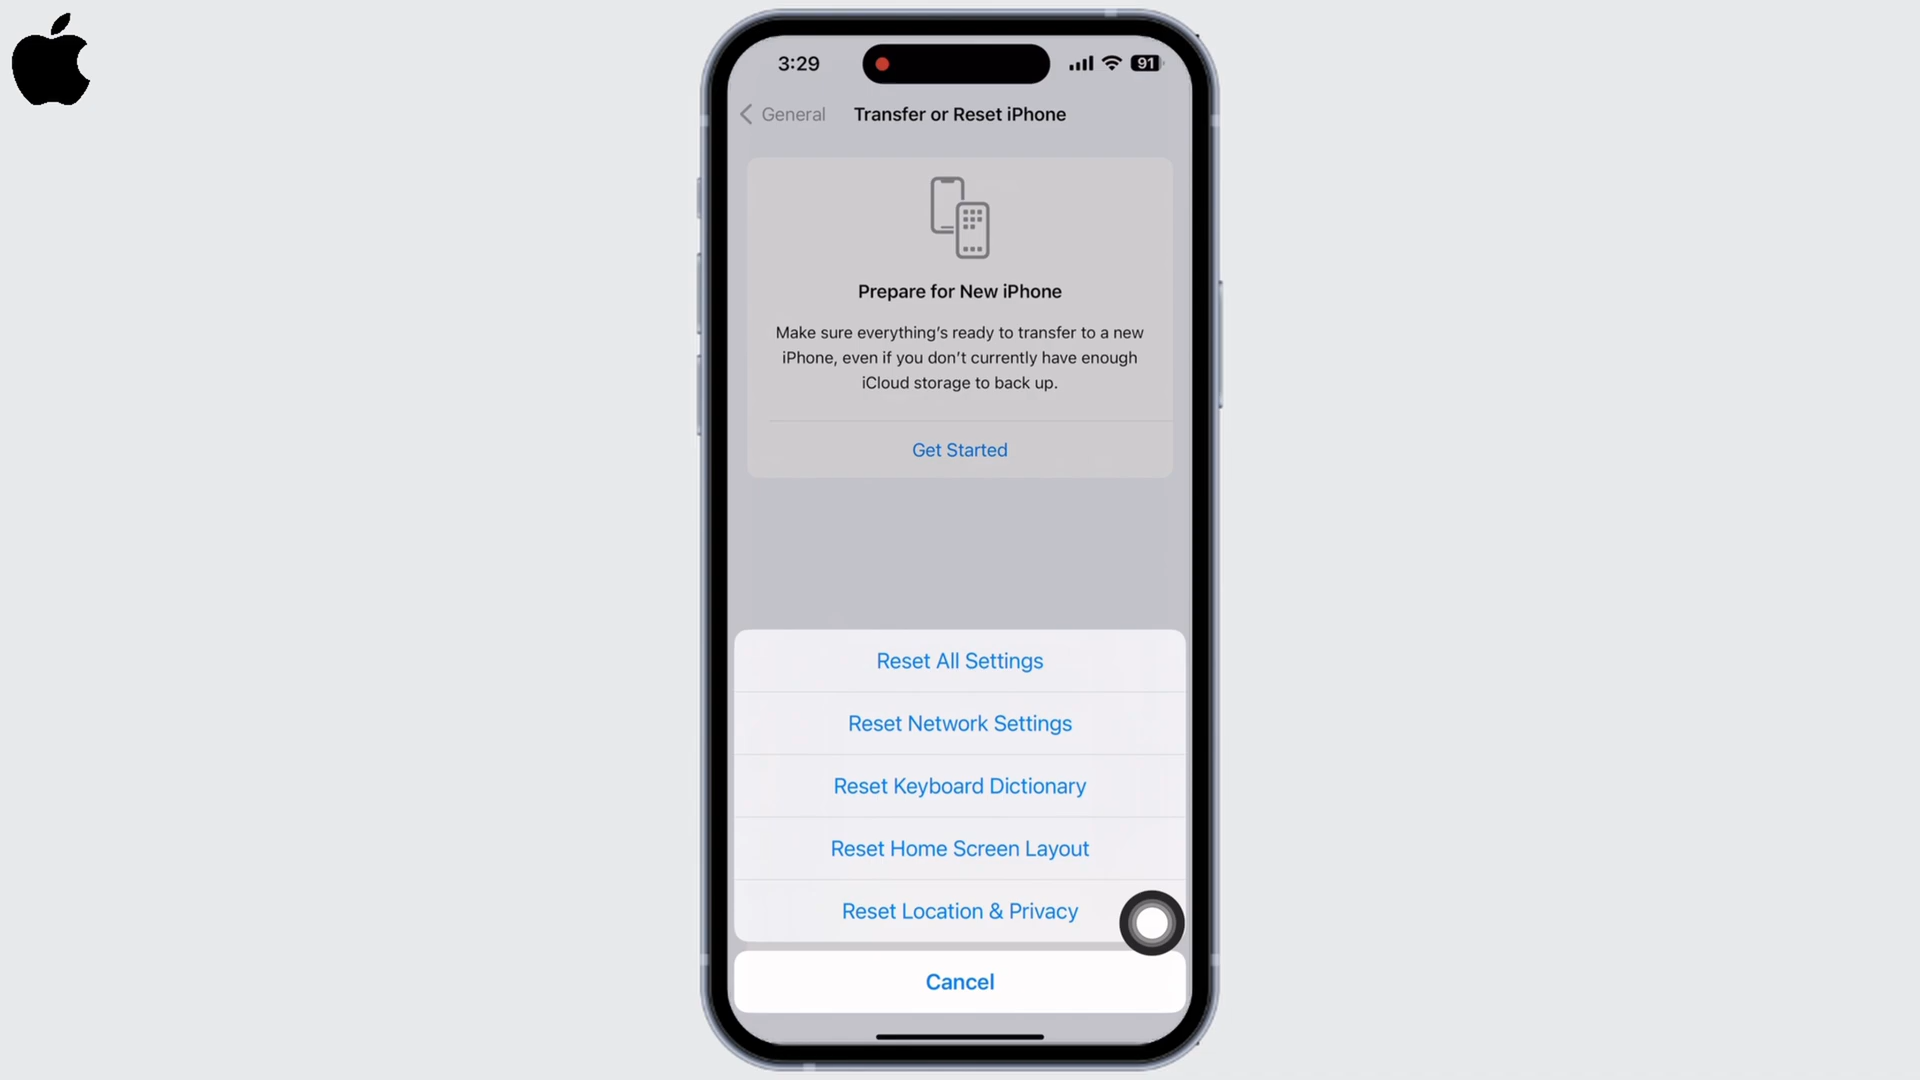 3:29
91
General
Transfer or Reset iPhone
Prepare for New iPhone
Make sure everything's ready to transfer to a new
iPhone, even if you don't currently have enough
iCloud storage to back up.
Get Started
Reset All Settings
Reset Network Settings
Reset Keyboard Dictionary
Reset Home Screen Layout
Reset Location & Privacy
Cancel